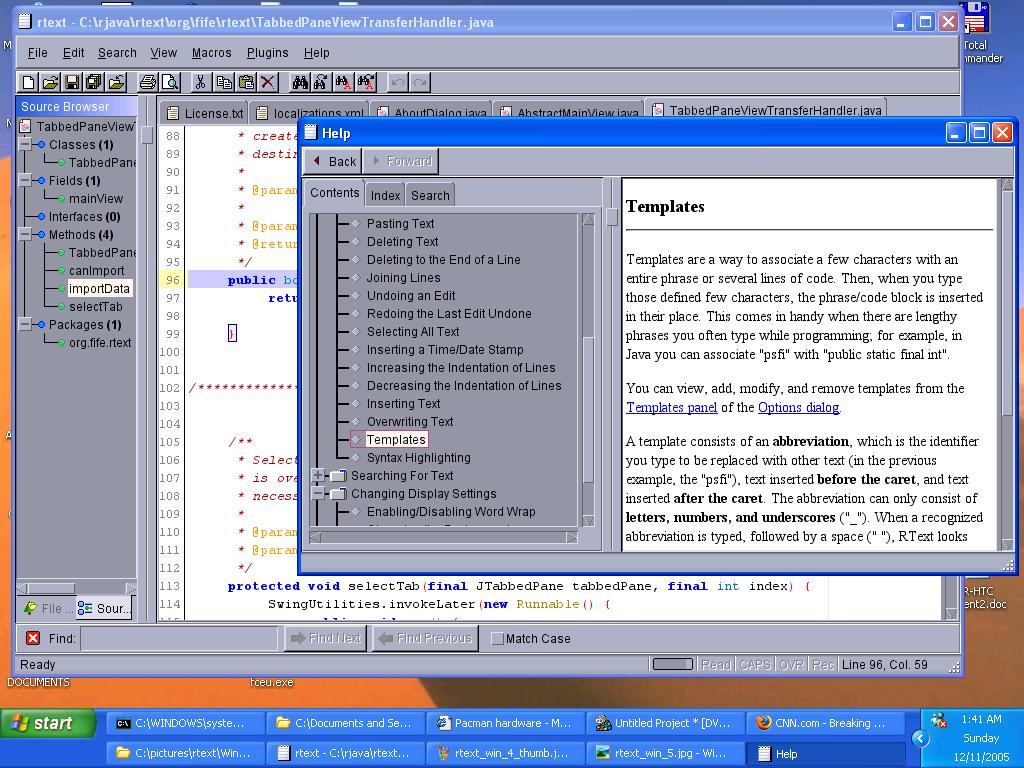 Total
mmander
rtext - C:\rjava\rtext\org\fife\rtext\TabbedPaneViewTransferHandler.java
File Edit Search View Macros Plugins Help
Source Browser
License.txt localizations.xml AboutDialog.java AbstractMainView.java TabbedPaneViewTransferHandler.java
TabbedPaneView
Classes (1)
TabbedPane
Fields (1)
mainView
Interfaces (0)
Methods (4)
TabbedPane
canImport
importData
selectTab
Packages (1)
org.fife.rtext
88 * create
89 * destin
90 *
91 * @param
92 *
93 * @param
94 * @retur
95 */
96 public bo
97 retu
98
99 }
100
101
102 /*************
103
104
105 /**
106 * Select
107 * is ove
108 * necess
109 *
110 * @param
111 * @param
112 */
113 protected void selectTab(final JTabbedPane tabbedPane, final int index) {
114 SwingUtilities.invokeLater(new Runnable() {
Help
Back Forward
Contents Index Search
Pasting Text
Deleting Text
Deleting to the End of a Line
Joining Lines
Undoing an Edit
Redoing the Last Edit Undone
Selecting All Text
Inserting a Time/Date Stamp
Increasing the Indentation of Lines
Decreasing the Indentation of Lines
Inserting Text
Overwriting Text
Templates
Syntax Highlighting
Searching For Text
Changing Display Settings
Enabling/Disabling Word Wrap
Templates
Templates are a way to associate a few characters with an
entire phrase or several lines of code. Then, when you type
those defined few characters, the phrase/code block is inserted
in their place. This comes in handy when there are lengthy
phrases you often type while programming; for example, in
Java you can associate "psfi" with "public static final int".
You can view, add, modify, and remove templates from the
Templates panel of the Options dialog.
A template consists of an abbreviation, which is the identifier
you type to be replaced with other text (in the previous
example, the "psfi"), text inserted before the caret, and text
inserted after the caret. The abbreviation can only consist of
letters, numbers, and underscores ("_"). When a recognized
abbreviation is typed, followed by a space (" "), RText looks
File ... Sour...
Find: Find Next Find Previous Match Case
Ready Read CAPS OVR Rec Line 96, Col. 59
R-HTC
ent2.doc
DOCUMENTS
fceu.exe
start
C:\WINDOWS\syste... C:\Documents and Se... Pacman hardware - M... Untitled Project * [DV... CNN.com - Breaking ...
C:\pictures\rtext\Win... rtext - C:\rjava\rtext... rtext_win_4_thumb.j... rtext_win_5.jpg - Wi... Help
1:41 AM
Sunday
12/11/2005